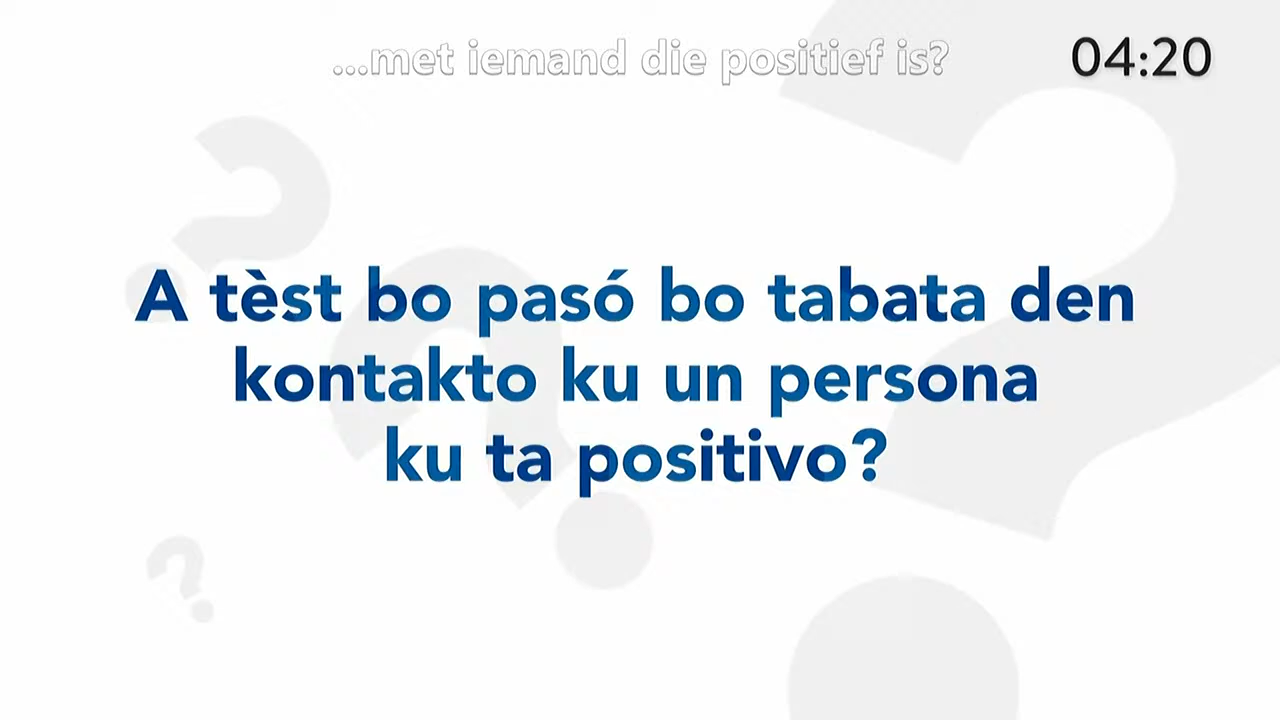 ...met iemand die positief is?
04:20
A tèst bo pasó bo tabata den
kontakto ku un persona
ku ta positivo?